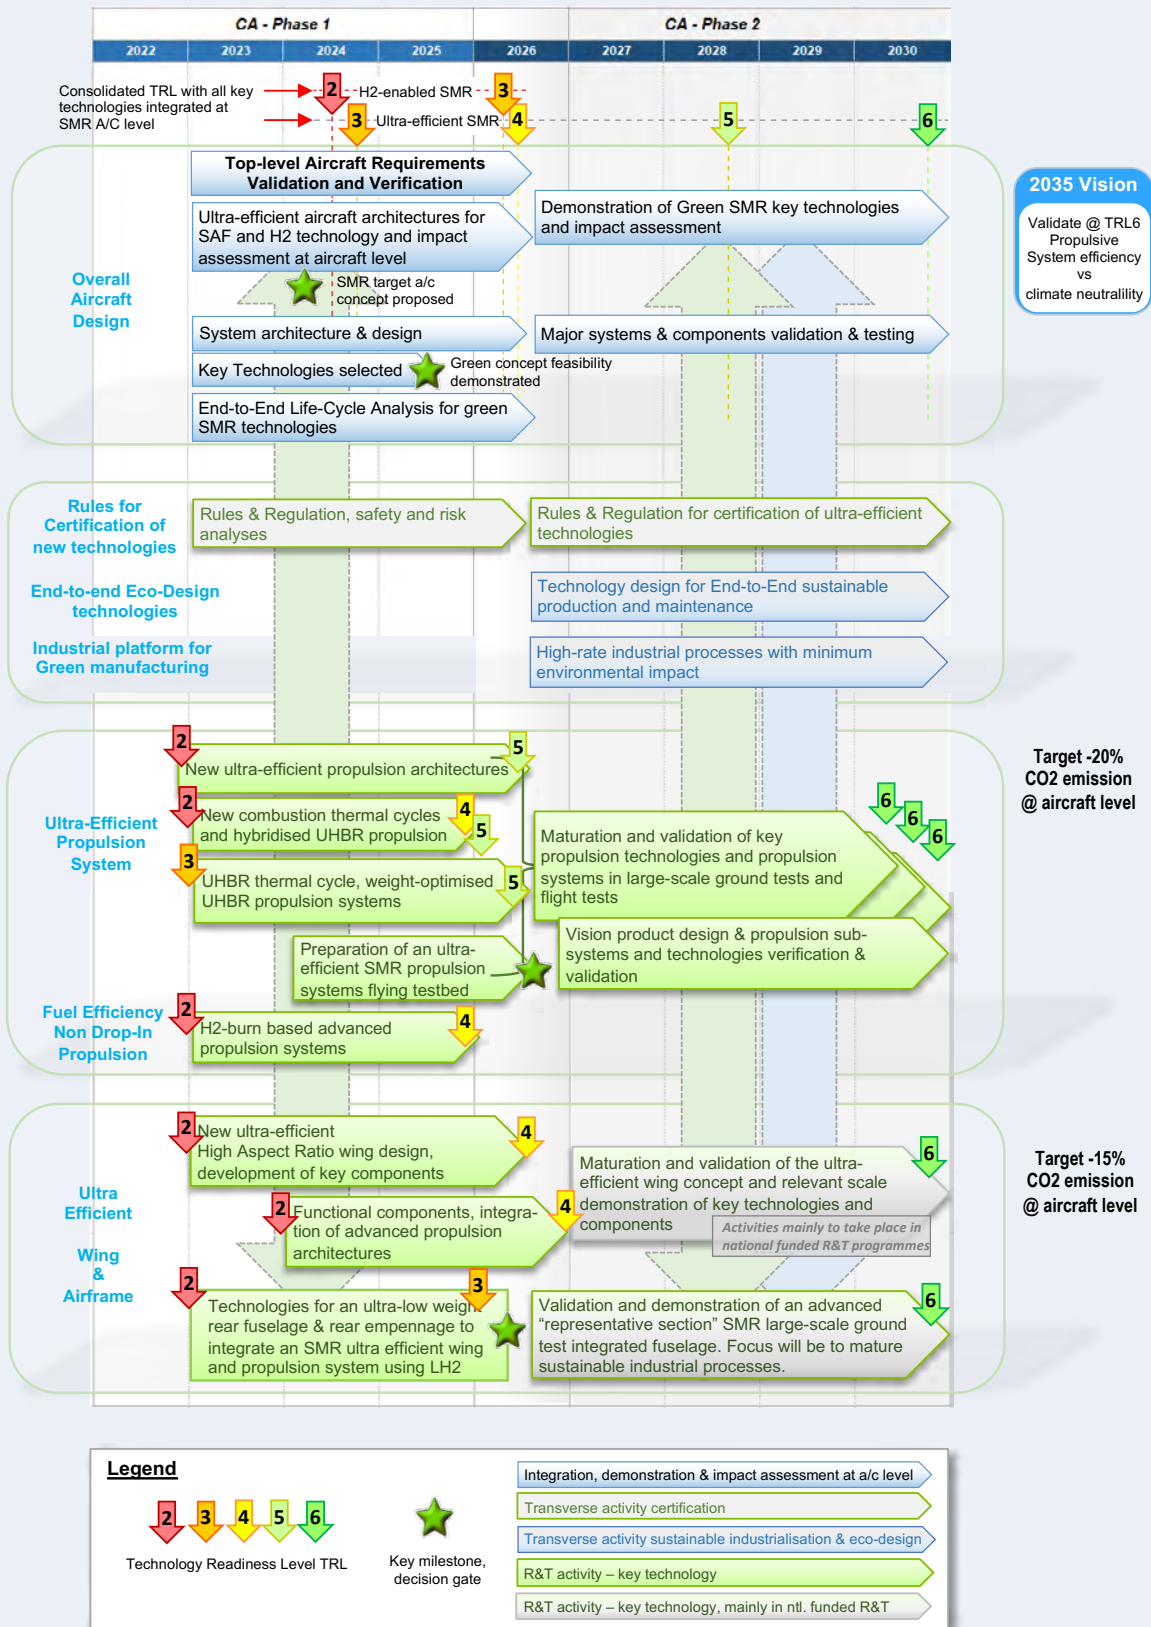 CA - Phase 1
CA - Phase 2
2022
2023
2024
2025
2026
2027
2028
2029
2030
Consolidated TRL with all key
technologies integrated at
SMR A/C level
2
H2-enabled SMR
3
3
Ultra-efficient SMR
4
5
6
Top-level Aircraft Requirements
Validation and Verification
Ultra-efficient aircraft architectures for
SAF and H2 technology and impact
assessment at aircraft level
Demonstration of Green SMR key technologies
and impact assessment
2035 Vision
Validate @ TRL6
Propulsive
System efficiency
vs
climate neutralility
Overall
Aircraft
Design
SMR target a/c
concept proposed
System architecture & design
Major systems & components validation & testing
Key Technologies selected
Green concept feasibility
demonstrated
End-to-End Life-Cycle Analysis for green
SMR technologies
Rules for
Certification of
new technologies
Rules & Regulation, safety and risk
analyses
Rules & Regulation for certification of ultra-efficient
technologies
End-to-end Eco-Design
technologies
Technology design for End-to-End sustainable
production and maintenance
Industrial platform for
Green manufacturing
High-rate industrial processes with minimum
environmental impact
2
5
New ultra-efficient propulsion architectures
Target -20%
CO2 emission
@ aircraft level
2
4
5
New combustion thermal cycles
and hybridised UHBR propulsion
Ultra-Efficient
Propulsion
System
3
5
UHBR thermal cycle, weight-optimised
UHBR propulsion systems
6
6
6
Maturation and validation of key
propulsion technologies and propulsion
systems in large-scale ground tests and
flight tests
Preparation of an ultra-
efficient SMR propulsion
systems flying testbed
Vision product design & propulsion sub-
systems and technologies verification &
validation
Fuel Efficiency
Non Drop-In
Propulsion
2
4
H2-burn based advanced
propulsion systems
2
4
New ultra-efficient
High Aspect Ratio wing design,
development of key components
6
Maturation and validation of the ultra-
efficient wing concept and relevant scale
demonstration of key technologies and
components
Activities mainly to take place in
national funded R&T programmes
Target -15%
CO2 emission
@ aircraft level
Ultra
Efficient
Wing
&
Airframe
2
4
Functional components, integra-
tion of advanced propulsion
architectures
2
3
Technologies for an ultra-low weight
rear fuselage & rear empennage to
integrate an SMR ultra efficient wing
and propulsion system using LH2
6
Validation and demonstration of an advanced
“representative section” SMR large-scale ground
test integrated fuselage. Focus will be to mature
sustainable industrial processes.
Legend
2
3
4
5
6
Technology Readiness Level TRL
Key milestone,
decision gate
Integration, demonstration & impact assessment at a/c level
Transverse activity certification
Transverse activity sustainable industrialisation & eco-design
R&T activity – key technology
R&T activity – key technology, mainly in ntl. funded R&T